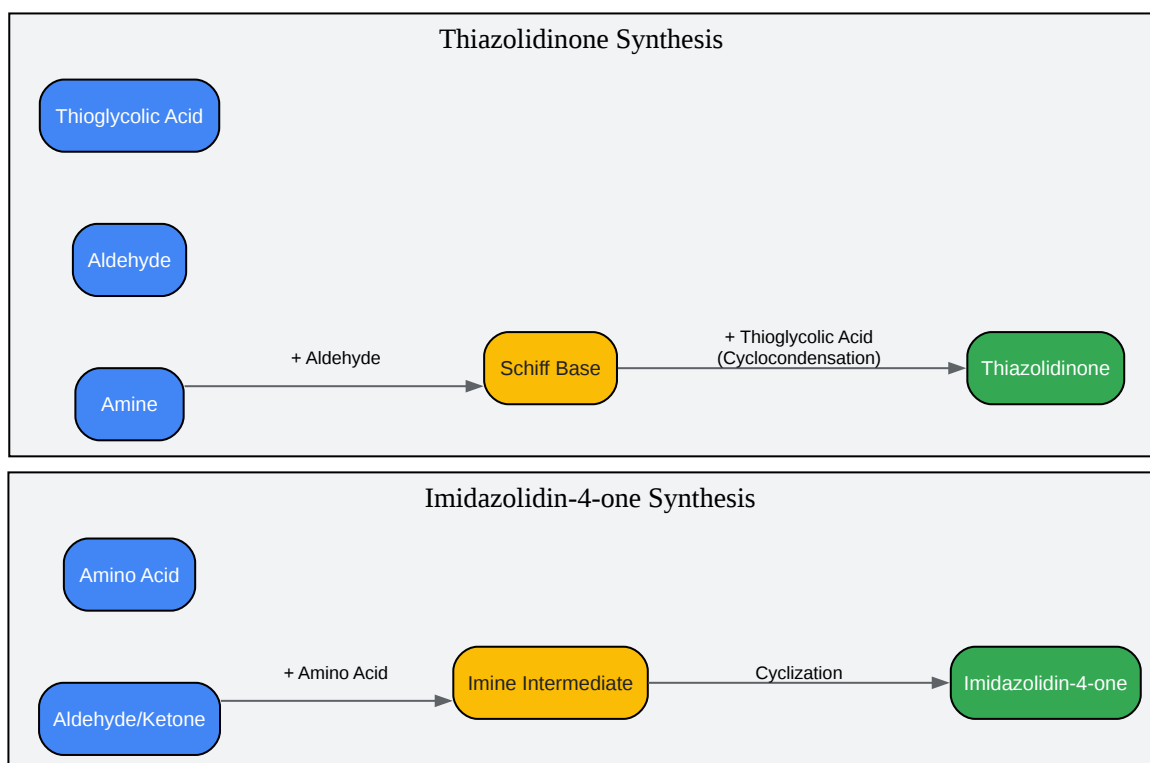 Thiazolidinone Synthesis
Thioglycolic Acid
Aldehyde
Amine
+ Aldehyde
Schiff Base
+ Thioglycolic Acid
(Cyclocondensation)
Thiazolidinone
Imidazolidin-4-one Synthesis
Amino Acid
Aldehyde/Ketone
+ Amino Acid
Imine Intermediate
Cyclization
Imidazolidin-4-one